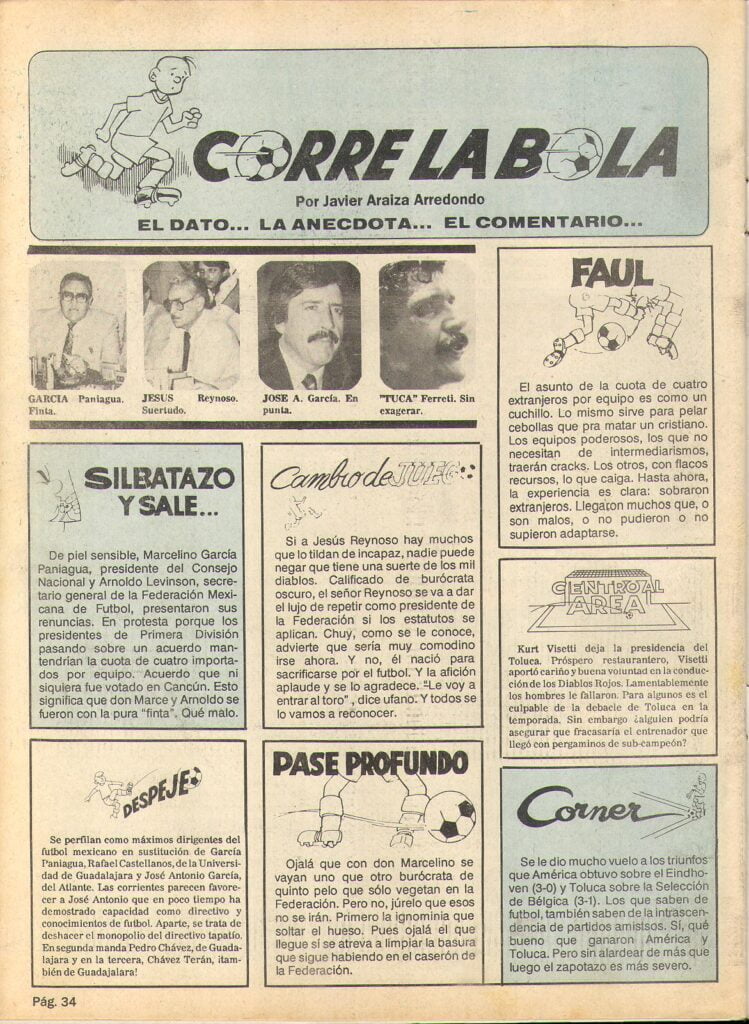 CORRE LA BOLA
Por Javier Araiza Arredondo
EL DATO... LA ANECDOTA... EL COMENTARIO...
GARCIA Paniagua.
Finta.
JESUS Reynoso.
Suertudo.
JOSE A. García. En
punta.
"TUCA" Ferreti. Sin
exagerar.
FAUL
El asunto de la cuota de cuatro
extranjeros por equipo es como un
cuchillo. Lo mismo sirve para pelar
cebollas que pra matar un cristiano.
Los equipos poderosos, los que no
necesitan de intermediarismos,
traerán cracks. Los otros, con flacos
recursos, lo que caiga. Hasta ahora,
la experiencia es clara: sobraron
extranjeros. Llegaron muchos que, o
son malos, o no pudieron o no
supieron adaptarse.
SILBATAZO
Y SALE...
De piel sensible, Marcelino García
Paniagua, presidente del Consejo
Nacional y Arnoldo Levinson, secre-
tario general de la Federación Mexi-
cana de Futbol, presentaron sus
renuncias. En protesta porque los
presidentes de Primera División
pasando sobre un acuerdo man-
tendrían la cuota de cuatro importa-
dos por equipo. Acuerdo que ni
siquiera fue votado en Cancún. Esto
significa que don Marce y Arnoldo se
fueron con la pura "finta". Qué malo.
Cambio de JUEGO
Si a Jesús Reynoso hay muchos
que lo tildan de incapaz, nadie puede
negar que tiene una suerte de los mil
diablos. Calificado de burócrata
oscuro, el señor Reynoso se va a dar
el lujo de repetir como presidente de
la Federación si los estatutos se
aplican. Chuy, como se le conoce,
advierte que sería muy comodino
irse ahora. Y no, él nació para
sacrificarse por el futbol. Y la afición
aplaude y se lo agradece. "Le voy a
entrar al toro", dice ufano. Y todos se
lo vamos a reconocer.
CENTRO AL
AREA
Kurt Visetti deja la presidencia del
Toluca. Próspero restaurantero, Visetti
aportó cariño y buena voluntad en la conduc-
ción de los Diablos Rojos. Lamentablemente
los hombres le fallaron. Para algunos es el
culpable de la debacle de Toluca en la
temporada. Sin embargo ¿alguien podría
asegurar que fracasaría el entrenador que
llegó con pergaminos de sub-campeón?
DESPEJE
Se perfilan como máximos dirigentes del
futbol mexicano en sustitución de García
Paniagua, Rafael Castellanos, de la Universi-
dad de Guadalajara y José Antonio García,
del Atlante. Las corrientes parecen favore-
cer a José Antonio que en poco tiempo ha
demostrado capacidad como directivo y
conocimientos de futbol. Aparte, se trata de
deshacer el monopolio del directivo tapatío.
En segunda manda Pedro Chávez, de Guada-
lajara y en la tercera, Chávez Terán, ¡tam-
bién de Guadajalara!
PASE PROFUNDO
Ojalá que con don Marcelino se
vayan uno que otro burócrata de
quinto pelo que sólo vegetan en la
Federación. Pero no, júrelo que esos
no se irán. Primero la ignominia que
soltar el hueso. Pues ojalá el que
llegue sí se atreva a limpiar la basura
que sigue habiendo en el caserón de
la Federación.
Corner
Se le dio mucho vuelo a los triunfos
que América obtuvo sobre el Eindho-
ven (3-0) y Toluca sobre la Selección
de Bélgica (3-1). Los que saben de
futbol, también saben de la intrascen-
dencia de partidos amistsos. Sí, qué
bueno que ganaron América y
Toluca. Pero sin alardear de más que
luego el zapotazo es más severo.
Pág. 34